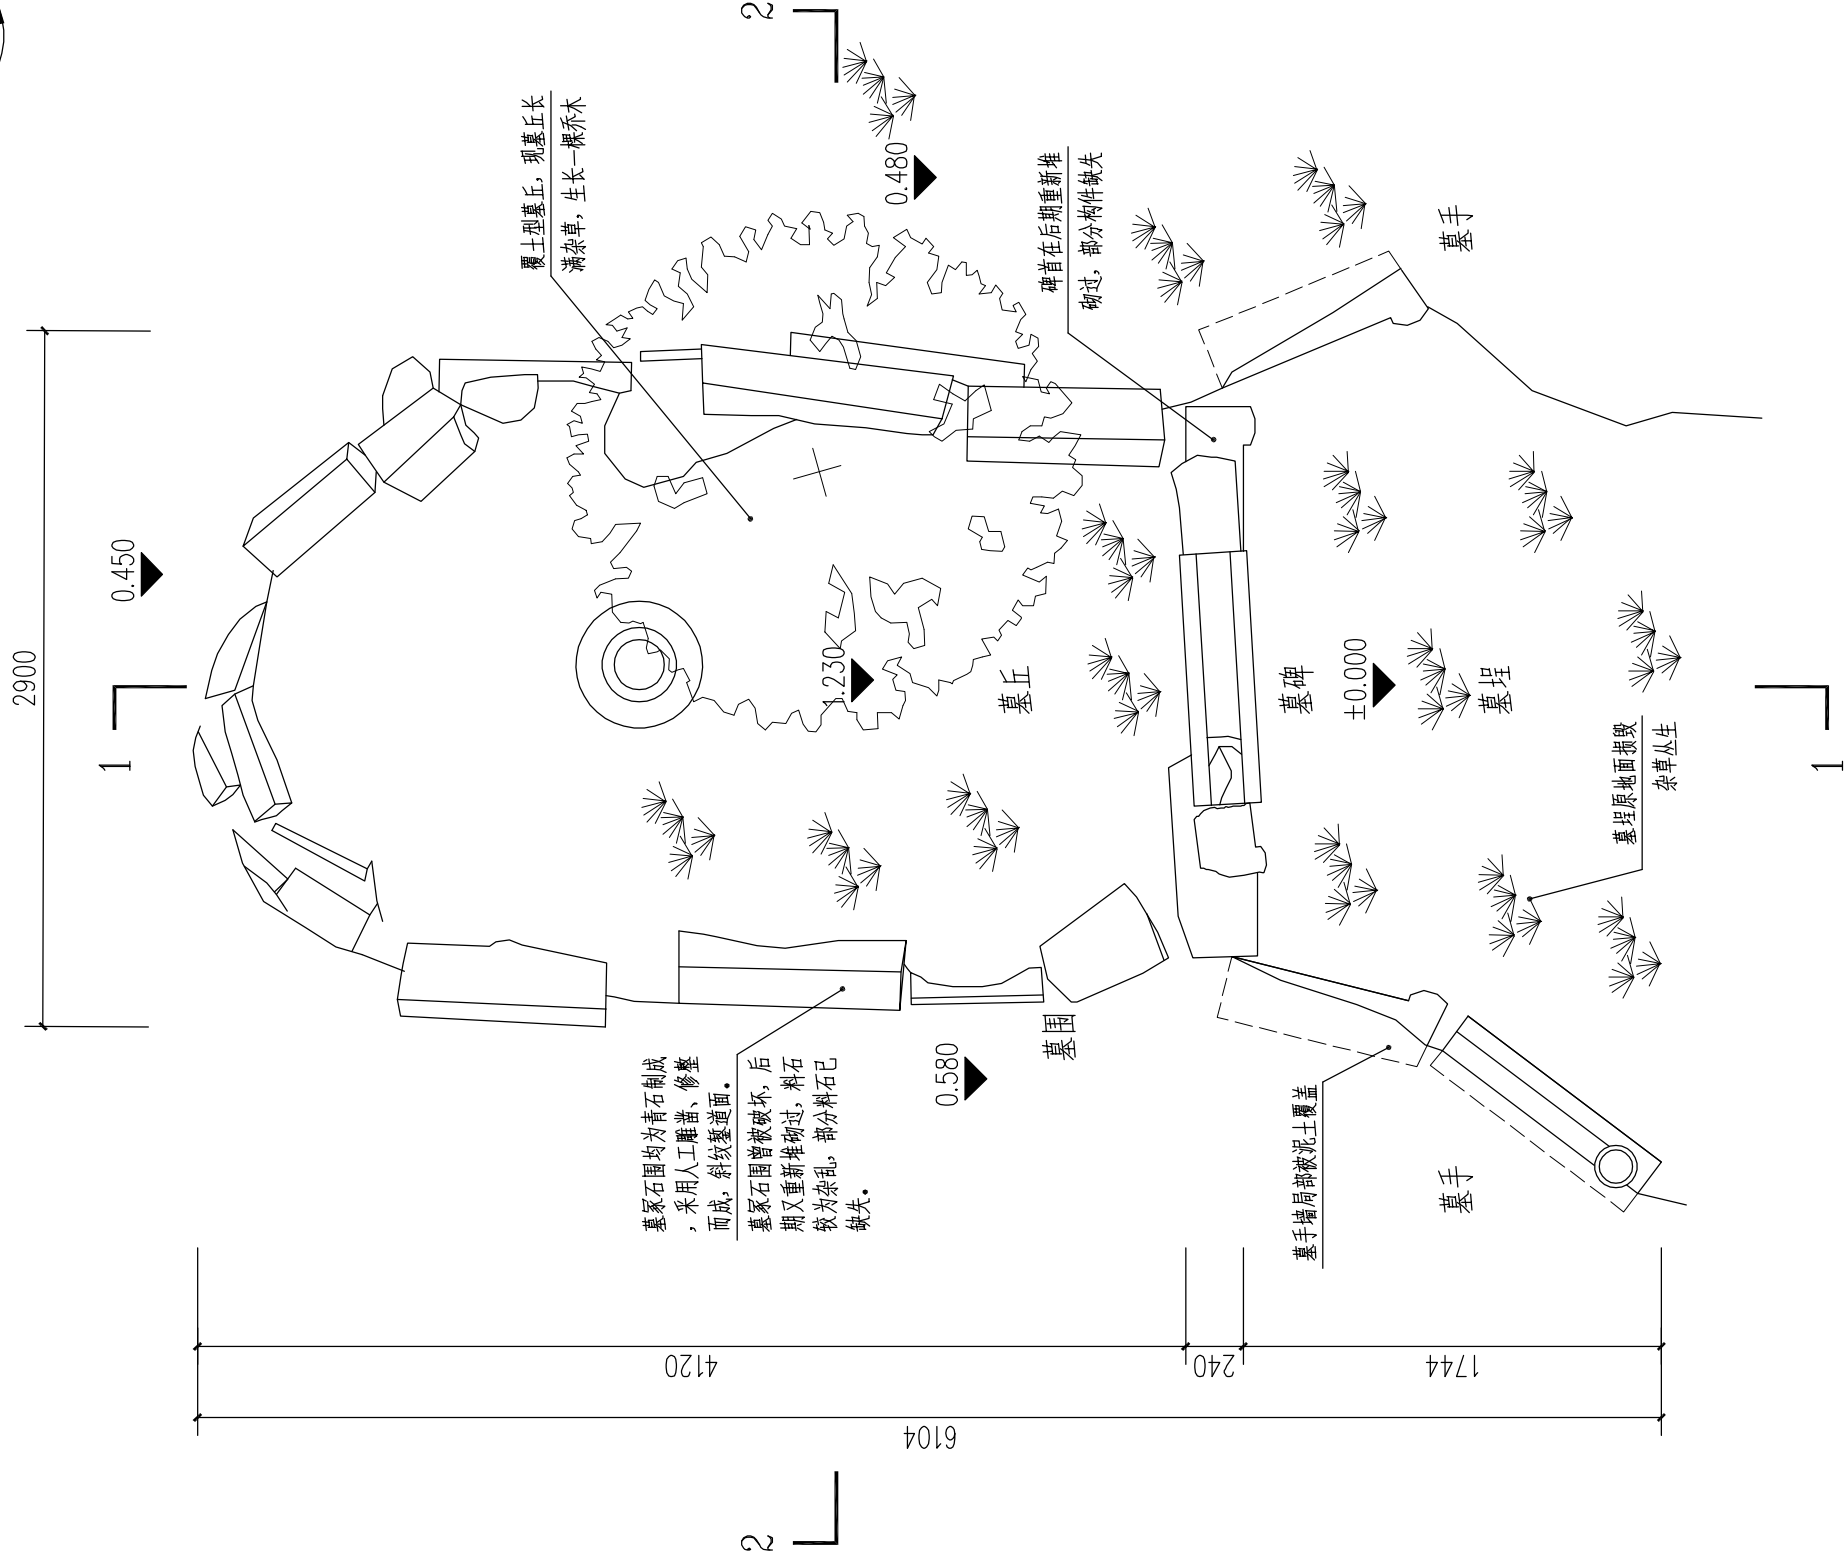 2
2
1
1
2900
0.450
0.480
覆土型墓丘，现墓丘长
满杂草，生长一棵乔木
碑首在后期重新堆
砌过，部分构件缺失
墓手
.230
墓丘
墓碑
±0.000
墓埕
墓埕原地面损毁
杂草丛生
墓冢石围均为青石制成
，采用人工雕凿、修整
而成，斜纹錾道面。
墓冢石围曾被破坏，后
期又重新堆砌过，料石
较为杂乱，部分料石已
缺失。
0.580
墓围
墓手墙局部被泥土覆盖
墓手
4120
240
1744
6104